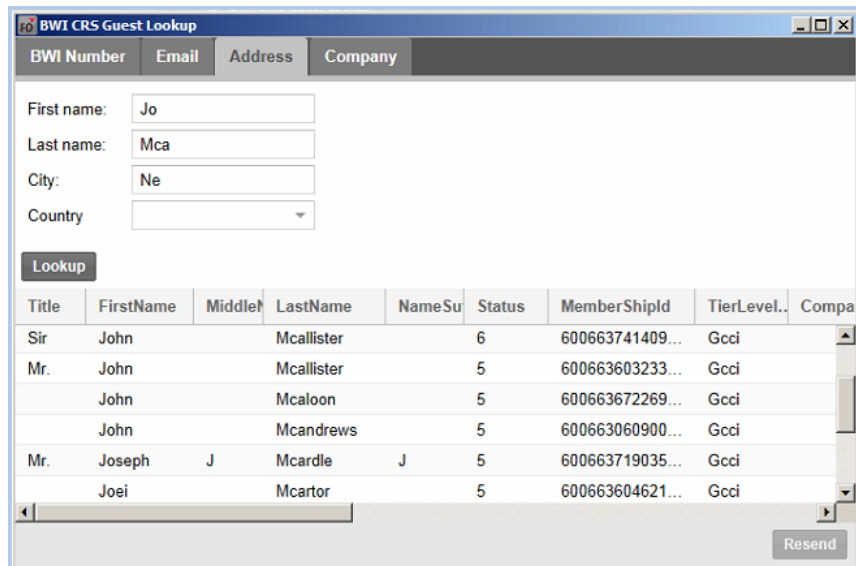 FO BWI CRS Guest Lookup
BWI Number Email Address Company
First name: Jo
Last name: Mca
City: Ne
Country
Lookup
Title FirstName MiddleN LastName NameSu Status MemberShipId TierLevel.. Compa
Sir John Mcallister 6 600663741409... Gcci
Mr. John Mcallister 5 600663603233... Gcci
John Mcaloon 5 600663672269... Gcci
John Mcandrews 5 600663060900... Gcci
Mr. Joseph J Mcardle J 5 600663719035... Gcci
Joei Mcartor 5 600663604621... Gcci
Resend